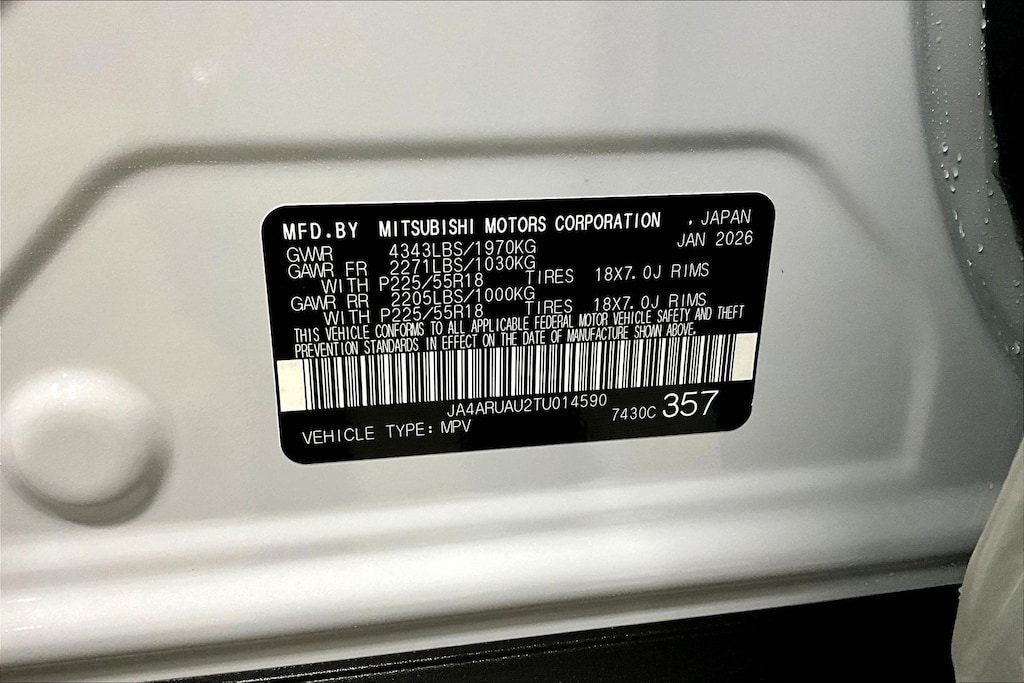 MFD.BY MITSUBISHI MOTORS CORPORATION , JAPAN
GWVR 4343LBS/1970KG JAN 2026
GAWR FR 2271LBS/1030KG
WITH P225/55R18 TIRES 18X7.0J RIMS
GAWR RR 2205LBS/1000KG
WITH P225/55R18 TIRES 18X7.0J RIMS
THIS VEHICLE CONFORMS TO ALL APPLICABLE FEDERAL MOTOR VEHICLE SAFETY AND THEFT
PREVENTION STANDARDS IN EFFECT ON THE DATE OF MANUFACTURE SHOWN ABOVE.
JA4ARUAU2TU014590
7430C 357
VEHICLE TYPE: MPV